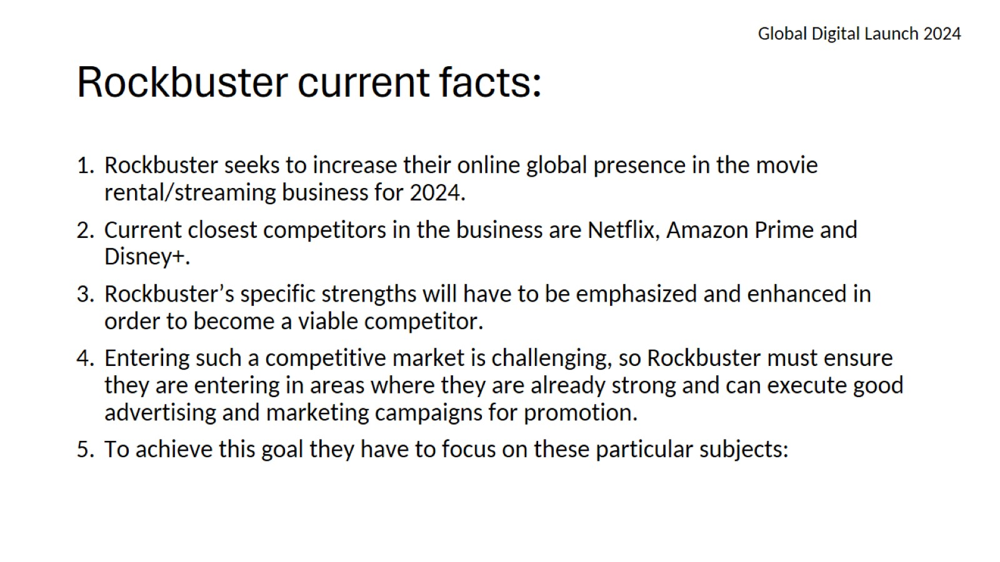 Global Digital Launch 2024
Rockbuster current facts:
1. Rockbuster seeks to increase their online global presence in the movie
rental/streaming business for 2024.
2. Current closest competitors in the business are Netflix, Amazon Prime and
Disney+.
3. Rockbuster’s specific strengths will have to be emphasized and enhanced in
order to become a viable competitor.
4. Entering such a competitive market is challenging, so Rockbuster must ensure
they are entering in areas where they are already strong and can execute good
advertising and marketing campaigns for promotion.
5. To achieve this goal they have to focus on these particular subjects: